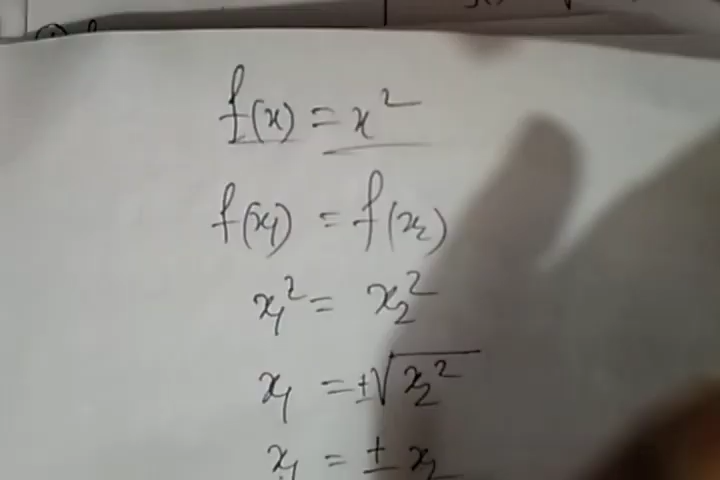 f(x) = x²
f(x₁) = f(x₂)
x₁² = x₂²
x₁ = ±√x₂²
x₁ = ± x₂